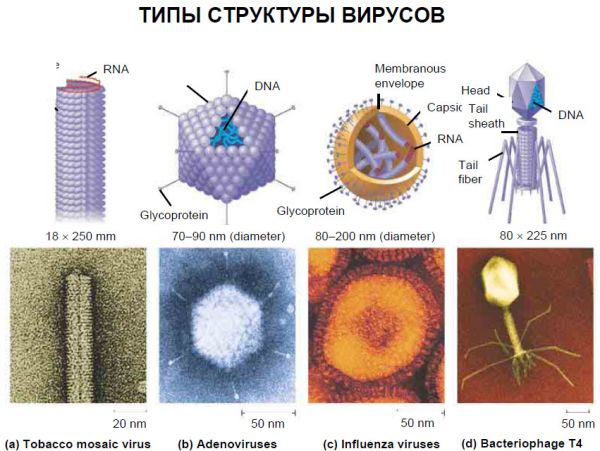 ТИПЫ СТРУКТУРЫ ВИРУСОВ
RNA
DNA
Glycoprotein
Membranous
envelope
Capsic
RNA
Glycoprotein
Head
Tail
sheath
DNA
Tail
fiber
18 × 250 mm
70–90 nm (diameter)
80–200 nm (diameter)
80 × 225 nm
20 nm
50 nm
50 nm
50 nm
(a) Tobacco mosaic virus
(b) Adenoviruses
(c) Influenza viruses
(d) Bacteriophage T4